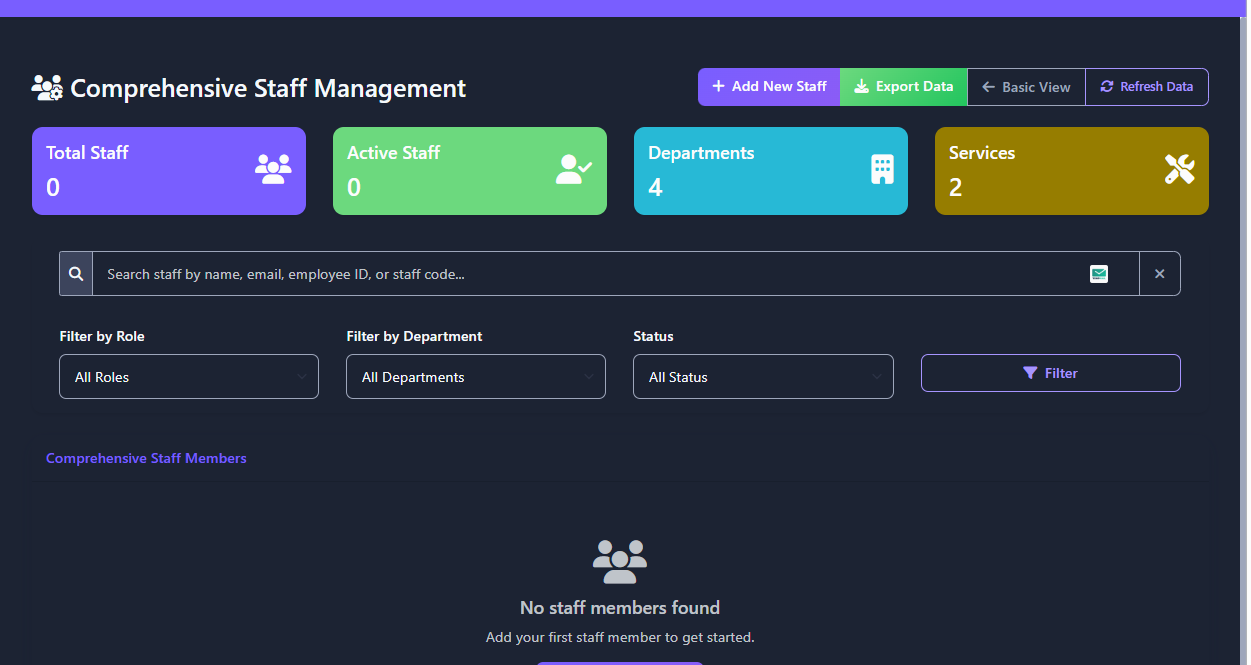 Comprehensive Staff Management
Add New Staff
Export Data
Basic View
Refresh Data
Total Staff
0
Active Staff
0
Departments
4
Services
2
Search staff by name, email, employee ID, or staff code...
Filter by Role
All Roles
Filter by Department
All Departments
Status
All Status
Filter
Comprehensive Staff Members
No staff members found
Add your first staff member to get started.